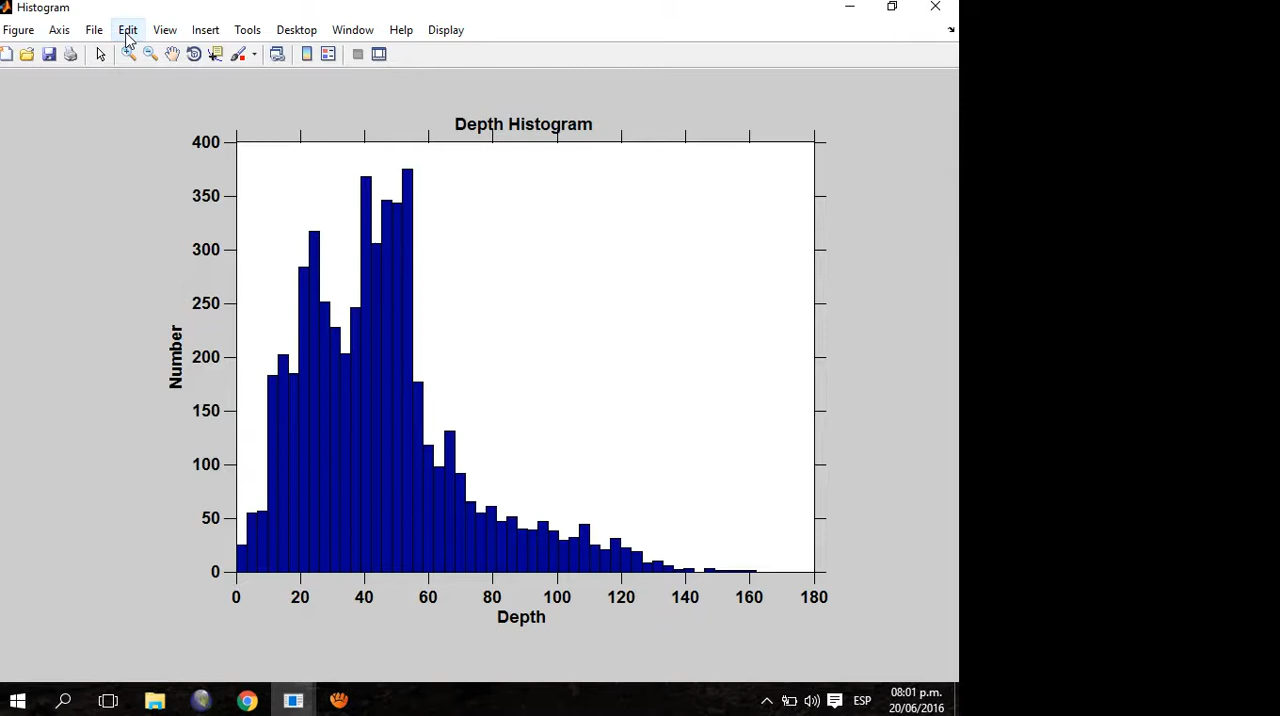 Histogram
Figure Axis File Edit View Insert Tools Desktop Window Help Display
Depth Histogram
400
350
300
250
200
150
100
50
0
Number
0 20 40 60 80 100 120 140 160 180
Depth
ESP
08:01 p.m.
20/06/2016